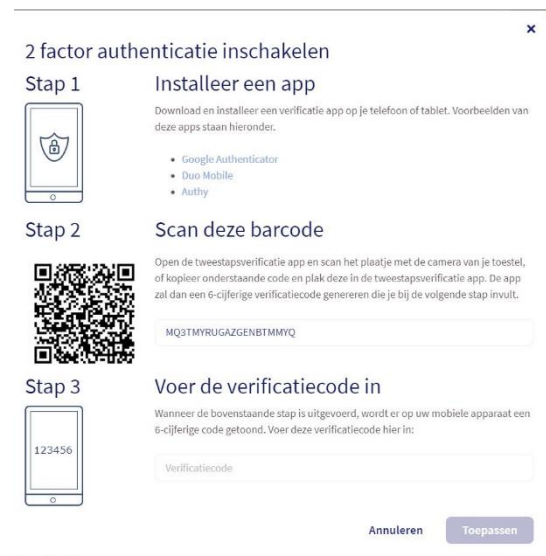 ×
2 factor authenticatie inschakelen
Stap 1
Installeer een app
Download en installeer een verificatie app op je telefoon of tablet. Voorbeelden van
deze apps staan hieronder.
• Google Authenticator
• Duo Mobile
• Authy
Stap 2
Scan deze barcode
Open de tweestapsverificatie app en scan het plaatje met de camera van je toestel,
of kopieer onderstaande code en plak deze in de tweestapsverificatie app. De app
zal dan een 6-cijferige verificatiecode genereren die je bij de volgende stap invult.
MQ3TMYRUGAZGENBTMMYQ
Stap 3
Voer de verificatiecode in
Wanneer de bovenstaande stap is uitgevoerd, wordt er op uw mobiele apparaat een
6-cijferige code getoond. Voer deze verificatiecode hier in:
123456
Verificatiecode
Annuleren
Toepassen